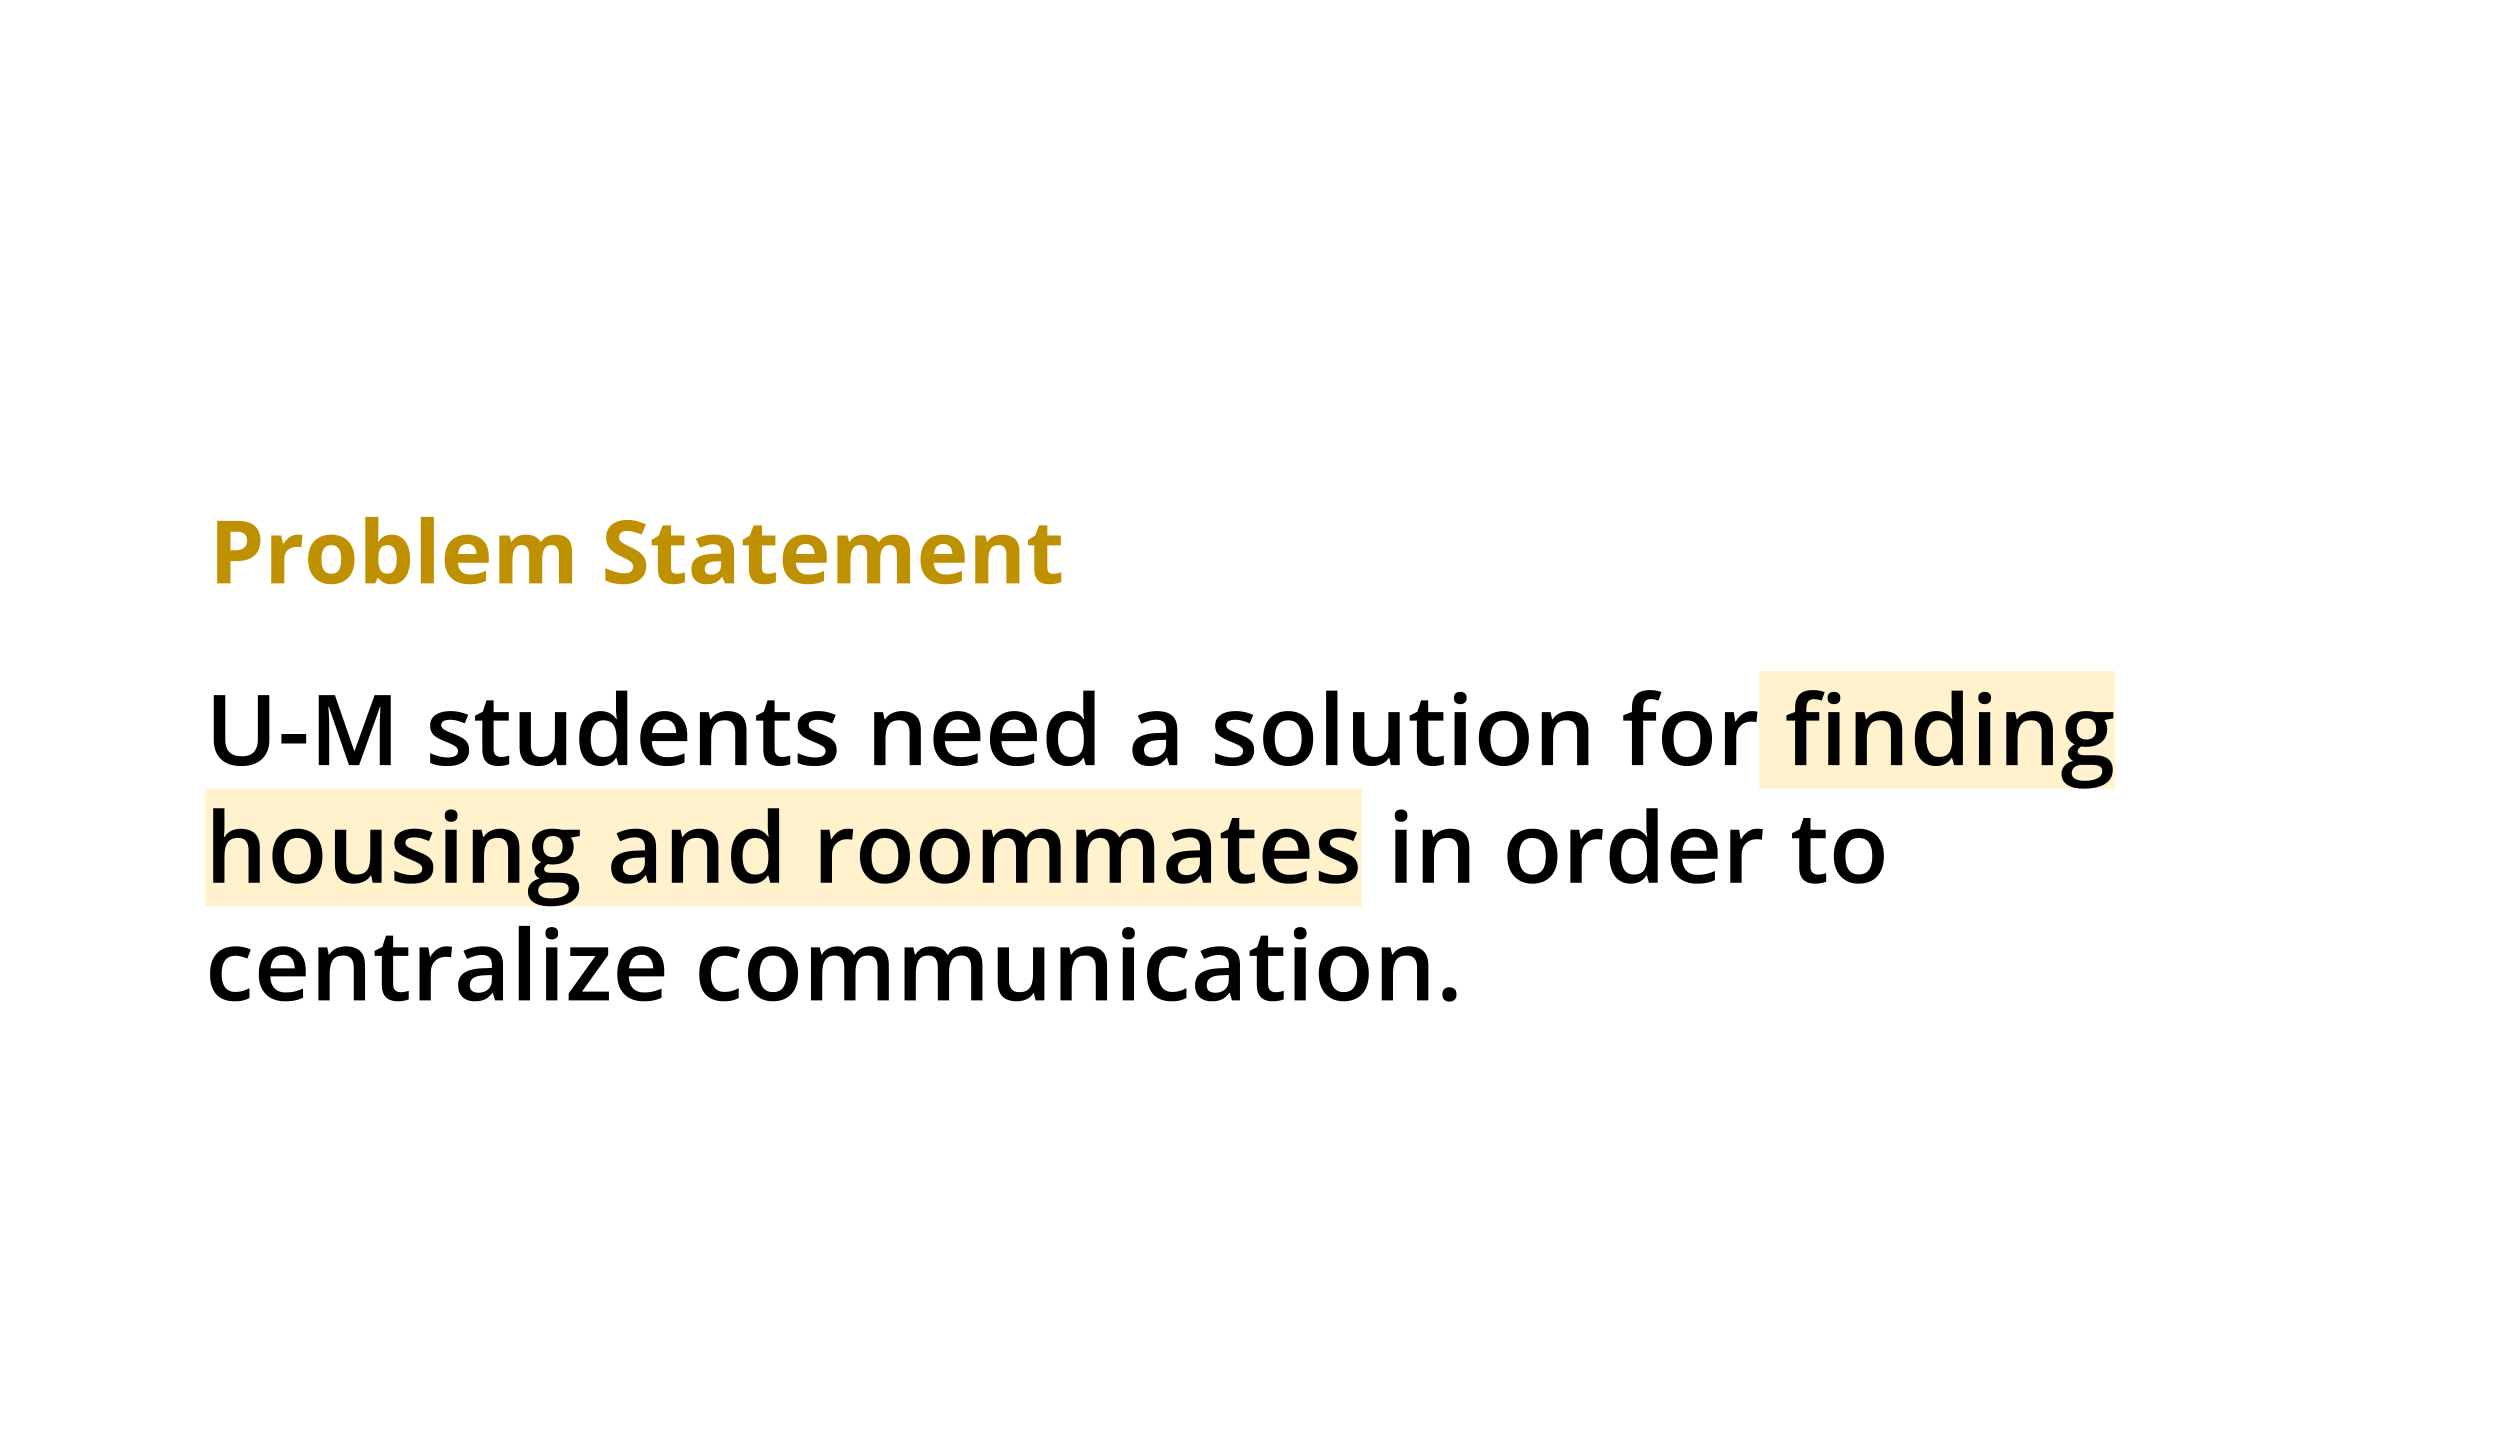 Problem Statement
U-M students need a solution for finding
housing and roommates in order to
centralize communication.